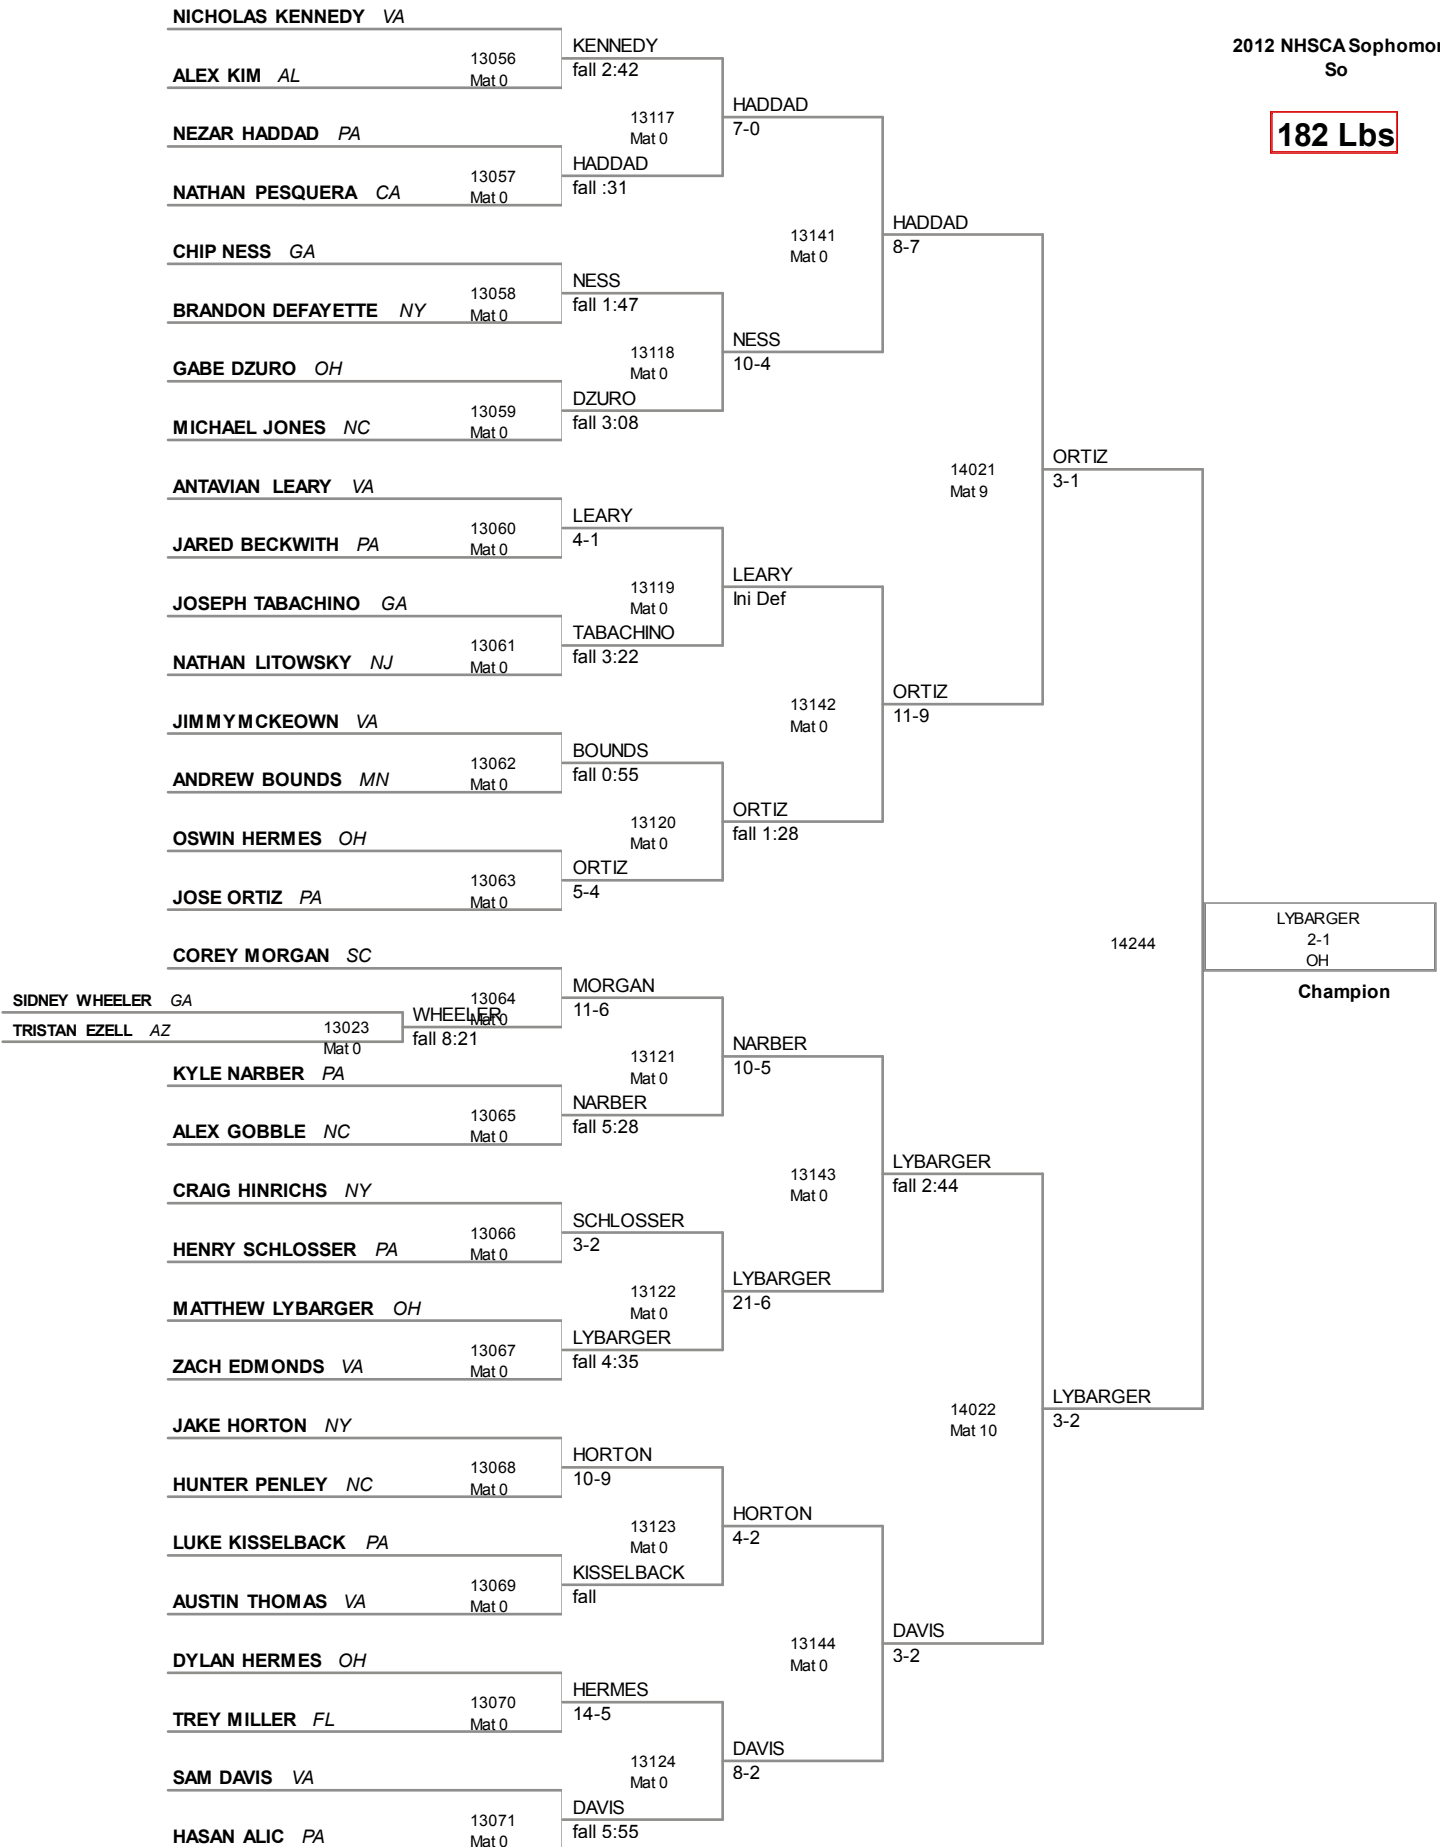 NICHOLAS KENNEDY VA
2012 NHSCA Sophomor
So
182 Lbs
KENNEDY
fall 2:42
13056
Mat 0
ALEX KIM AL
HADDAD
7-0
13117
Mat 0
NEZAR HADDAD PA
HADDAD
fall :31
13057
Mat 0
NATHAN PESQUERA CA
HADDAD
8-7
13141
Mat 0
CHIP NESS GA
NESS
fall 1:47
13058
Mat 0
BRANDON DEFAYETTE NY
NESS
10-4
13118
Mat 0
GABE DZURO OH
DZURO
fall 3:08
13059
Mat 0
MICHAEL JONES NC
ORTIZ
3-1
14021
Mat 9
ANTAVIAN LEARY VA
LEARY
4-1
13060
Mat 0
JARED BECKWITH PA
LEARY
Ini Def
13119
Mat 0
JOSEPH TABACHINO GA
TABACHINO
fall 3:22
13061
Mat 0
NATHAN LITOWSKY NJ
ORTIZ
11-9
13142
Mat 0
JIMMY MCKEOWN VA
BOUNDS
fall 0:55
13062
Mat 0
ANDREW BOUNDS MN
ORTIZ
fall 1:28
13120
Mat 0
OSWIN HERMES OH
ORTIZ
5-4
13063
Mat 0
JOSE ORTIZ PA
LYBARGER
2-1
OH
Champion
14244
COREY MORGAN SC
MORGAN
11-6
13064
Mat 0
SIDNEY WHEELER GA
WHEELER
fall 8:21
13023
Mat 0
TRISTAN EZELL AZ
NARBER
10-5
13121
Mat 0
KYLE NARBER PA
NARBER
fall 5:28
13065
Mat 0
ALEX GOBBLE NC
LYBARGER
fall 2:44
13143
Mat 0
CRAIG HINRICHS NY
SCHLOSSER
3-2
13066
Mat 0
HENRY SCHLOSSER PA
LYBARGER
21-6
13122
Mat 0
MATTHEW LYBARGER OH
LYBARGER
fall 4:35
13067
Mat 0
ZACH EDMONDS VA
LYBARGER
3-2
14022
Mat 10
JAKE HORTON NY
HORTON
10-9
13068
Mat 0
HUNTER PENLEY NC
HORTON
4-2
13123
Mat 0
LUKE KISSELBACK PA
KISSELBACK
fall
13069
Mat 0
AUSTIN THOMAS VA
DAVIS
3-2
13144
Mat 0
DYLAN HERMES OH
HERMES
14-5
13070
Mat 0
TREY MILLER FL
DAVIS
8-2
13124
Mat 0
SAM DAVIS VA
DAVIS
fall 5:55
13071
Mat 0
HASAN ALIC PA